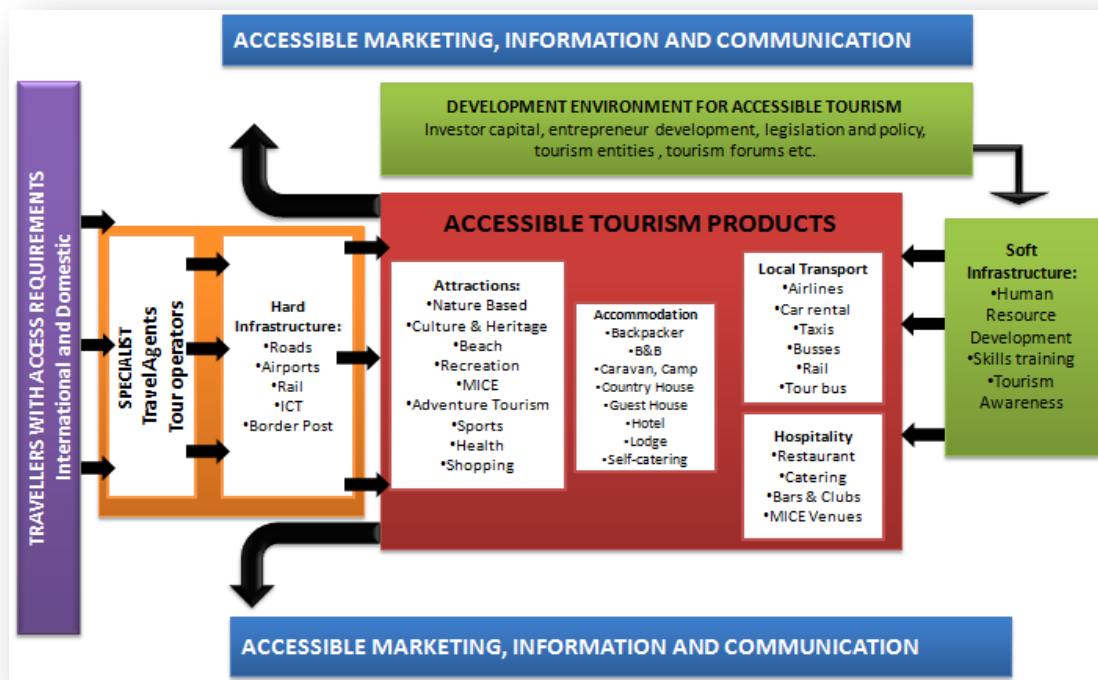 ACCESSIBLE MARKETING, INFORMATION AND COMMUNICATION
DEVELOPMENT ENVIRONMENT FOR ACCESSIBLE TOURISM
Investor capital, entrepreneur development, legislation and policy,
tourism entities , tourism forums etc.
TRAVELLERS WITH ACCESS REQUIREMENTS
International and Domestic
SPECIALIST
Travel Agents
Tour operators
Hard
Infrastructure:
•Roads
•Airports
•Rail
•ICT
•Border Post
ACCESSIBLE TOURISM PRODUCTS
Attractions:
•Nature Based
•Culture & Heritage
•Beach
•Recreation
•MICE
•Adventure Tourism
•Sports
•Health
•Shopping
Accommodation
•Backpacker
•B&B
•Caravan, Camp
•Country House
•Guest House
•Hotel
•Lodge
•Self-catering
Local Transport
•Airlines
•Car rental
•Taxis
•Busses
•Rail
•Tour bus
Hospitality
•Restaurant
•Catering
•Bars & Clubs
•MICE Venues
Soft
Infrastructure:
•Human
Resource
Development
•Skills training
•Tourism
Awareness
ACCESSIBLE MARKETING, INFORMATION AND COMMUNICATION